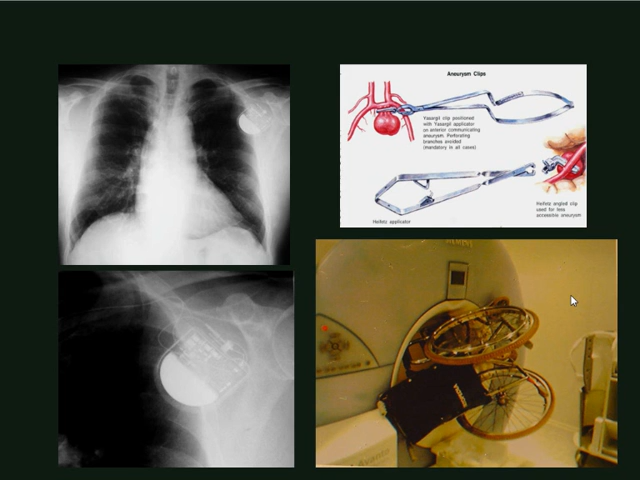 Aneurysm Clips
Yasargil clip positioned
with Yasargil applicator
on anterior communicating
aneurysm. Perforating
branches avoided
(mandatory in all cases)
Heifetz angled clip
used for less
accessible aneurysm
Heifetz applicator